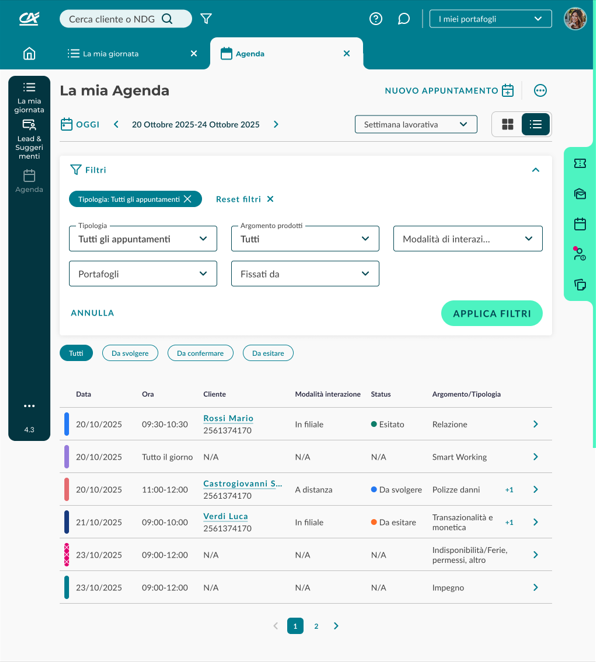 CA
Cerca cliente o NDG
I miei portafogli
La mia giornata
Agenda
La mia
giornata
Lead &
Suggeri
menti
Agenda
4.3
La mia Agenda
NUOVO APPUNTAMENTO
OGGI
20 Ottobre 2025-24 Ottobre 2025
Settimana lavorativa
Filtri
Tipologia: Tutti gli appuntamenti
Reset filtri
Tipologia
Tutti gli appuntamenti
Argomento prodotti
Tutti
Modalità di interazi...
Portafogli
Fissati da
ANNULLA
APPLICA FILTRI
Tutti
Da svolgere
Da confermare
Da esitare
Data Ora Cliente Modalità interazione Status Argomento/Tipologia
20/10/2025 09:30-10:30 Rossi Mario
2561374170 In filiale Esitato Relazione
20/10/2025 Tutto il giorno N/A N/A N/A Smart Working
20/10/2025 11:00-12:00 Castrogiovanni S...
2561374170 A distanza Da svolgere Polizze danni +1
21/10/2025 09:00-10:00 Verdi Luca
2561374170 In filiale Da esitare Transazionalità e
monetica +1
23/10/2025 09:00-12:00 N/A N/A N/A Indisponibilità/Ferie,
permessi, altro
23/10/2025 09:00-12:00 N/A N/A N/A Impegno
1 2